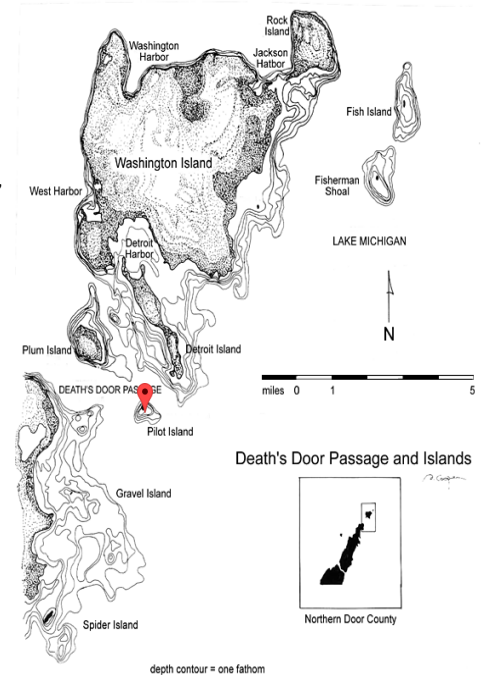 Rock
Island
Washington
Harbor
Jackson
Hatbor
Fish Island
Washington Island
Fisherman
Shoal
West Harbor
Detroit
Harbor
LAKE MICHIGAN
N
Plum Island
Detroit Island
miles 0 1 5
DEATH'S DOOR PAS GE
Pilot Island
Death's Door Passage and Islands
Gravel Island
Northern Door County
Spider Island
depth contour = one fathom